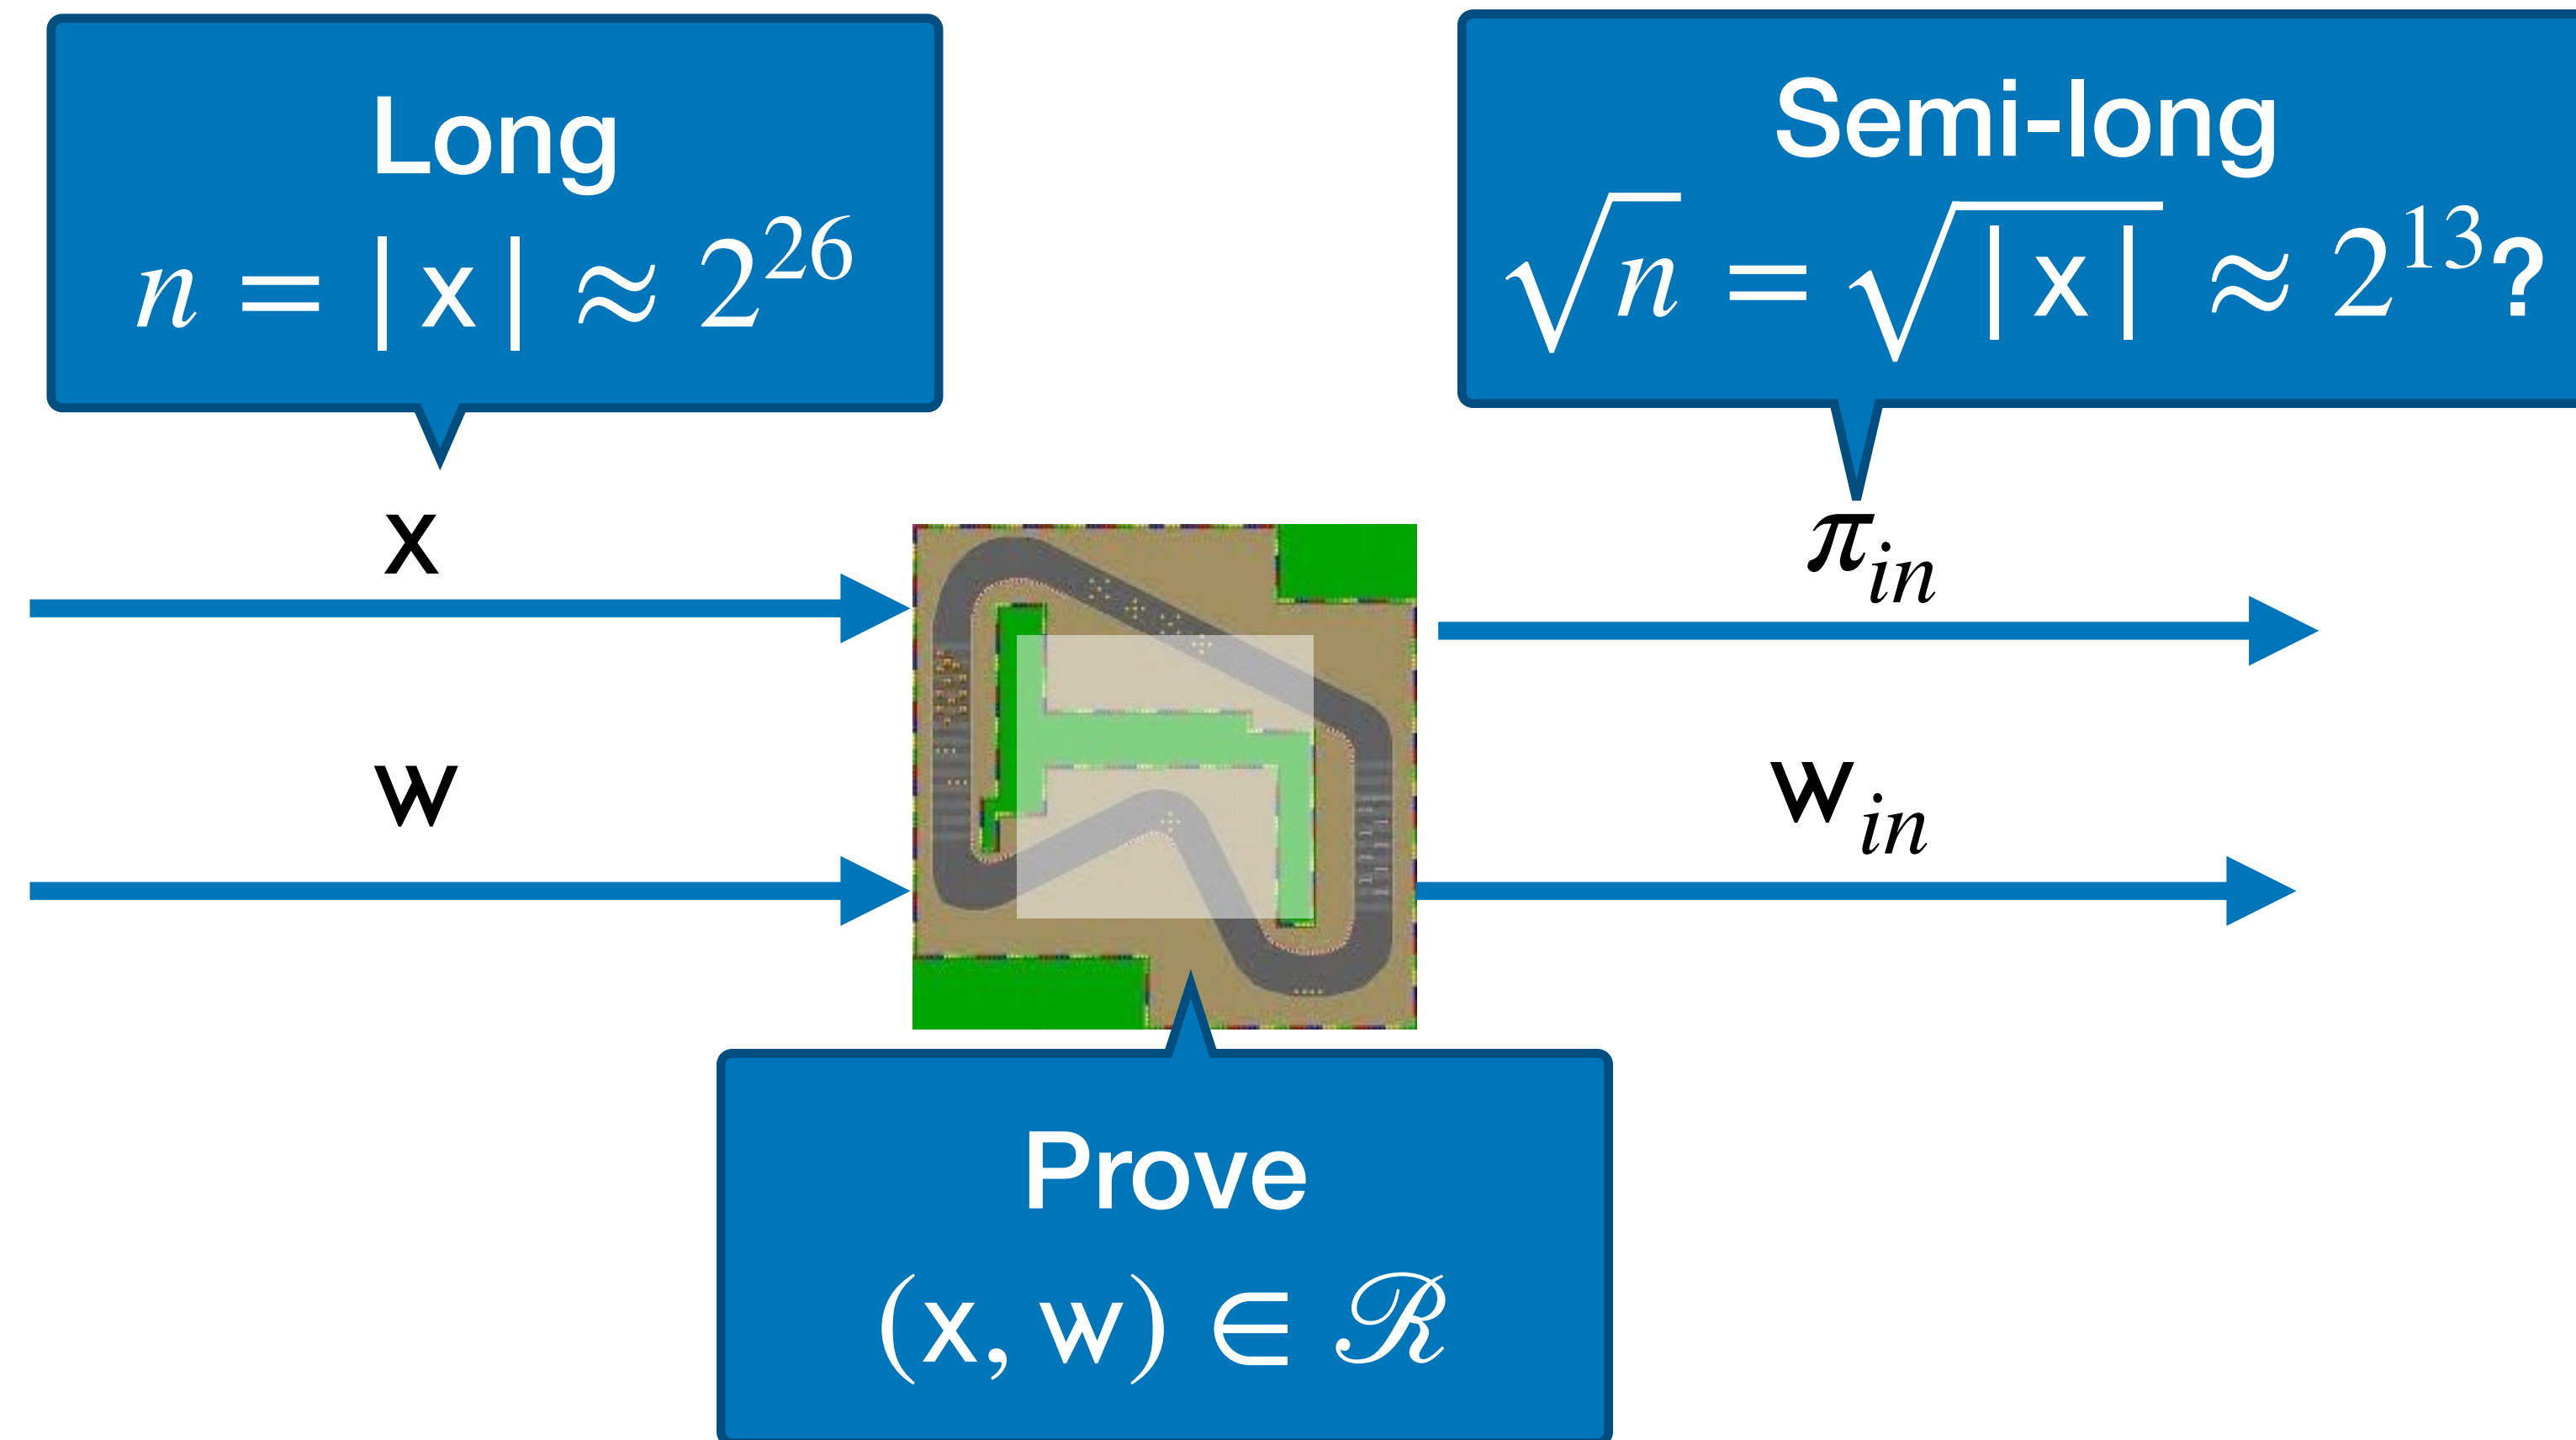 Long
n = |x| ≈ 2^26
Semi-long
√n = √|x| ≈ 2^13?
x
π_in
w
w_in
Prove
(x, w) ∈ ℛ